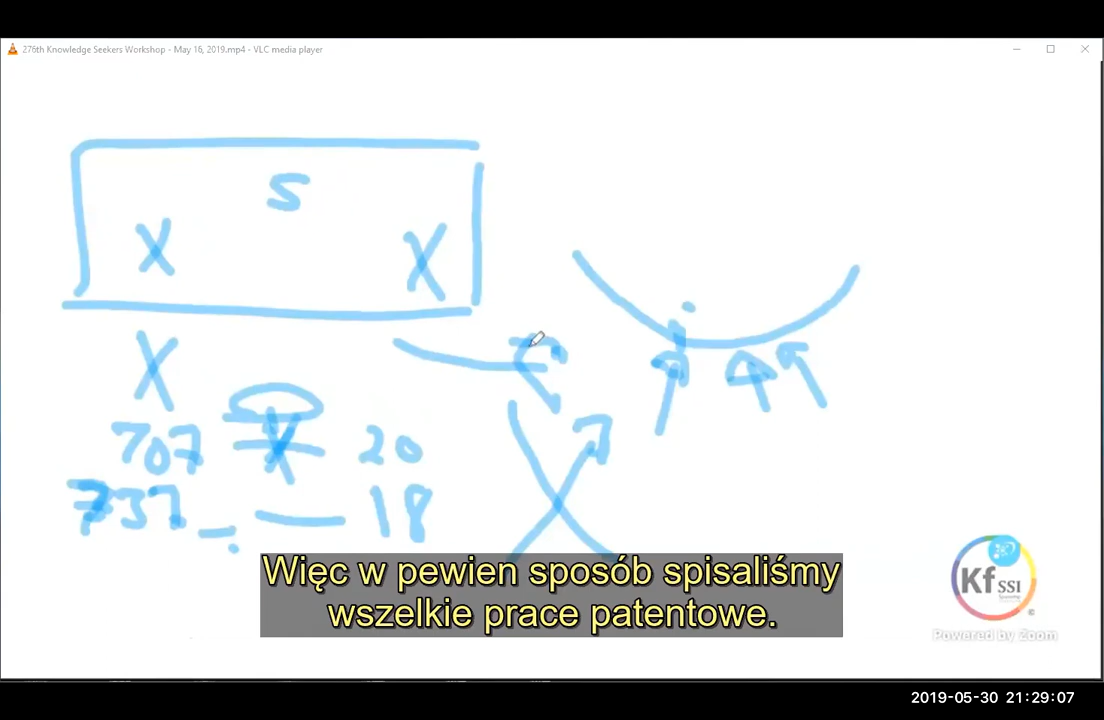 276th Knowledge Seekers Workshop - May 16, 2019.mp4 - VLC media player
S
X X
X
707 X 20
737 18
Więc w pewien sposób spisaliśmy
wszelkie prace patentowe.
Kf SSI
Powered by Zoom
2019-05-30 21:29:07